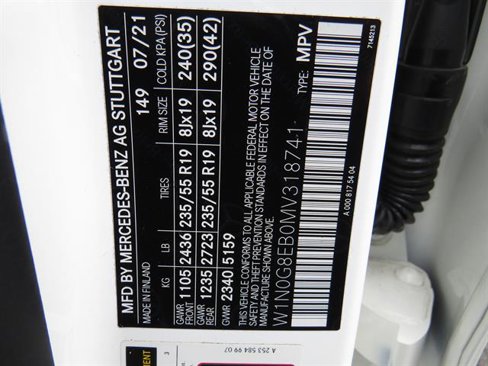 MFD BY MERCEDES-BENZ AG STUTTGART
MADE IN FINLAND 149 07/21
KG LB TIRES RIM SIZE COLD KPA(PSI)
GAWR FRONT 1105 2436 235/55 R19 8Jx19 240(35)
GAWR REAR 1235 2723 235/55 R19 8Jx19 290(42)
GVWR 2340 5159
THIS VEHICLE CONFORMS TO ALL APPLICABLE FEDERAL MOTOR VEHICLE
SAFETY AND THEFT PREVENTION STANDARDS IN EFFECT ON THE DATE OF
MANUFACTURE SHOWN ABOVE. TYPE: MPV
W1N0G8EB0MV318741
A 000 817 54 04
7145213
A 253 584 99 07
3